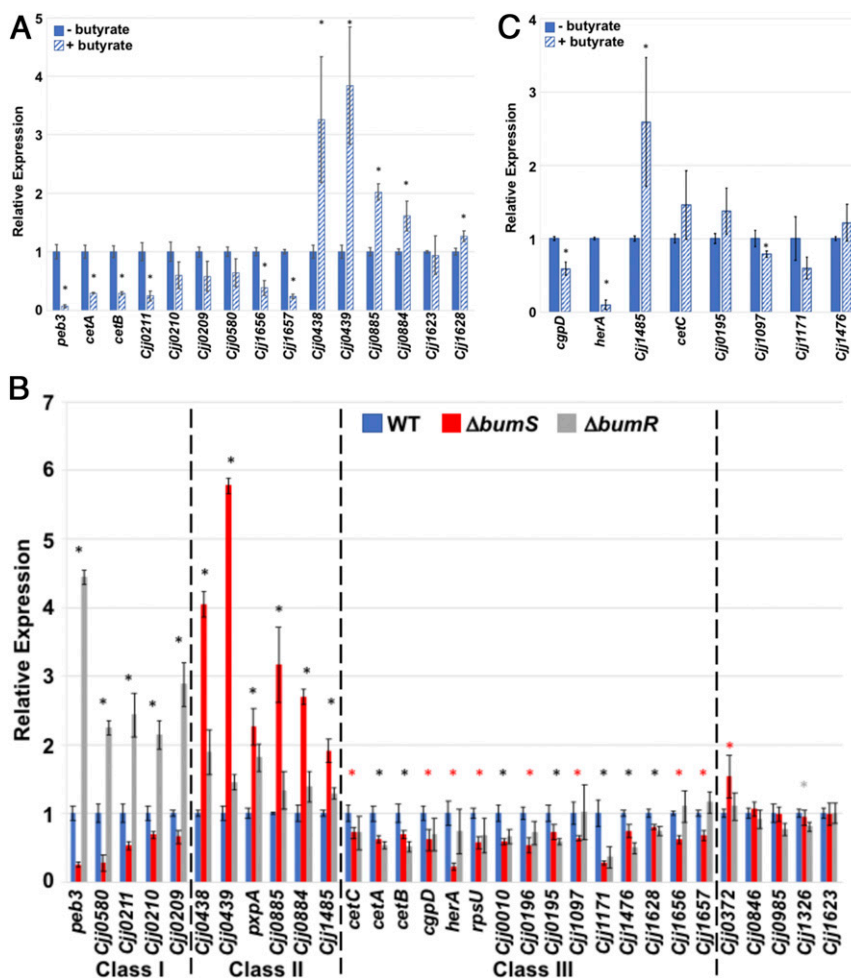 A
- butyrate
+ butyrate
Relative Expression
5
4
3
2
1
0
peb3
cetA
cetB
Cjj0211
Cjj0210
Cjj0209
Cjj0580
Cjj1656
Cjj1657
Cjj0438
Cjj0439
Cjj0885
Cjj0884
Cjj1623
Cjj1628
* * * * * * * * * * *
C
- butyrate
+ butyrate
Relative Expression
4
3
2
1
0
cgpD
herA
Cjj1485
cetC
Cjj0195
Cjj1097
Cjj1171
Cjj1476
* * * *
B
WT ΔbumS ΔbumR
Relative Expression
7
6
5
4
3
2
1
0
* * * * * * * * * * * * * * * * * * * * * * * * * * * *
peb3
Cjj0580
Cjj0211
Cjj0210
Cjj0209
Cjj0438
Cjj0439
pxpA
Cjj0885
Cjj0884
Cjj1485
cetC
cetA
cetB
cgpD
herA
rpsU
Cjj0010
Cjj0196
Cjj0195
Cjj1097
Cjj1171
Cjj1476
Cjj1628
Cjj1656
Cjj1657
Cjj0372
Cjj0846
Cjj0985
Cjj1326
Cjj1623
Class I Class II Class III